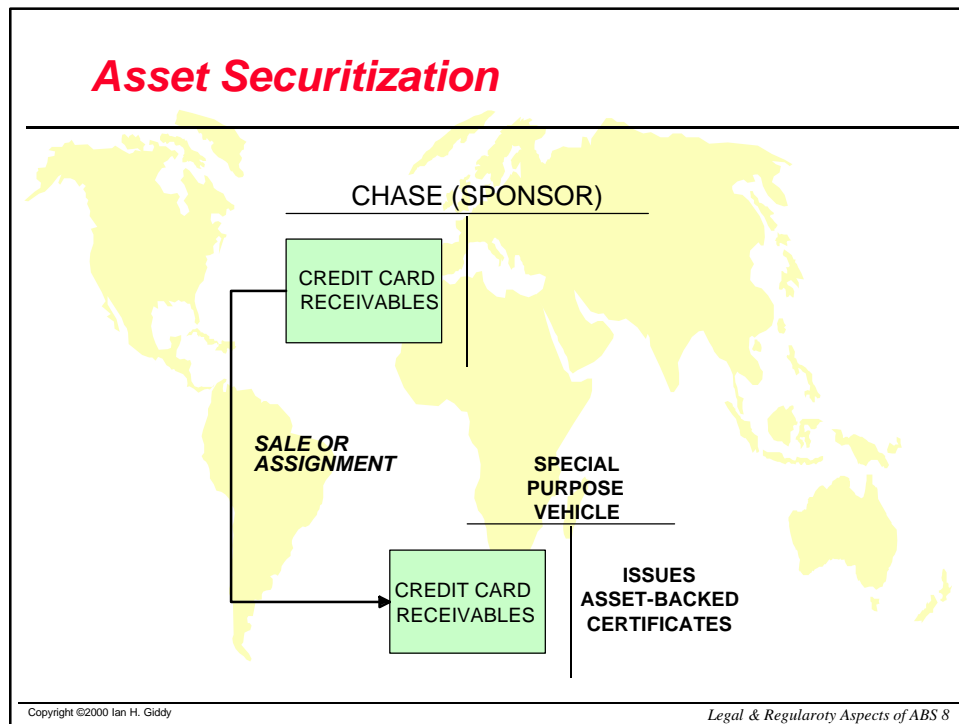 Asset Securitization
CHASE (SPONSOR)
CREDIT CARD
RECEIVABLES
SALE OR
ASSIGNMENT
SPECIAL
PURPOSE
VEHICLE
CREDIT CARD
RECEIVABLES
ISSUES
ASSET-BACKED
CERTIFICATES
Copyright ©2000 Ian H. Giddy
Legal & Regularoty Aspects of ABS 8